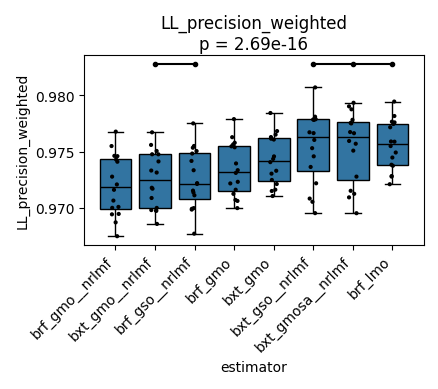 LL_precision_weighted
p = 2.69e-16
LL_precision_weighted
0.980
0.975
0.970
brf_gmo__nrlmf
bxt_gmo__nrlmf
brf_gso__nrlmf
brf_gmo
bxt_gmo
bxt_gso__nrlmf
bxt_gmosa__nrlmf
brf_lmo
estimator